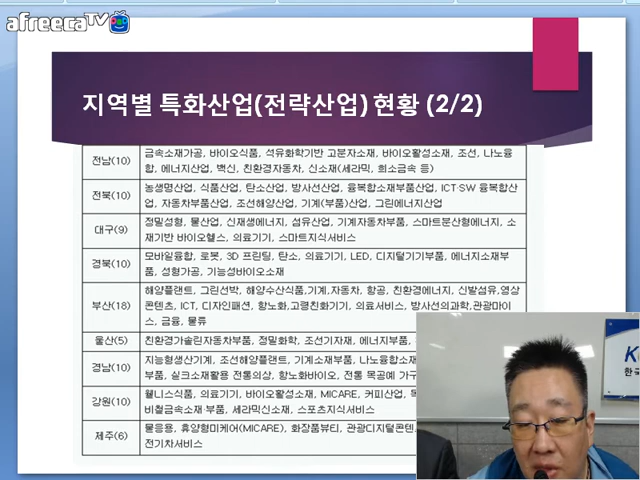 afreecaTV
지역별 특화산업(전략산업) 현황 (2/2)
전남(10)
금속소재가공, 바이오식품, 석유화학기반 고분자소재, 바이오활성소재, 조선, 나노융
합, 에너지산업, 백신, 친환경자동차, 신소재(세라믹, 희소금속 등)
전북(10)
농생명산업, 식품산업, 탄소산업, 방사선산업, 융복합소재부품산업, ICT·SW 융복합산
업, 자동차부품산업, 조선해양산업, 기계(부품)산업, 그린에너지산업
대구(9)
정밀성형, 물산업, 신재생에너지, 섬유산업, 기계자동차부품, 스마트분산형에너지, 소
재기반 바이오헬스, 의료기기, 스마트지식서비스
경북(10)
모바일융합, 로봇, 3D 프린팅, 탄소, 의료기기, LED, 디지털기기부품, 에너지소재부
품, 성형가공, 기능성바이오소재
부산(18)
해양플랜트, 그린선박, 해양수산식품,기계,자동차, 항공, 친환경에너지, 신발섬유,영상
콘텐츠, ICT, 디자인패션, 항노화,고령친화기기, 의료서비스, 방사선의과학,관광마이
스, 금융, 물류
울산(5)
친환경가솔린자동차부품, 정밀화학, 조선기자재, 에너지부품,
경남(10)
지능형생산기계, 조선해양플랜트, 기계소재부품, 나노융합소재
부품, 실크소재활용 전통의상, 항노화바이오, 전통 목공예 가구
강원(10)
웰니스식품, 의료기기, 바이오활성소재, MICARE, 커피산업,
비철금속소재·부품, 세라믹신소재, 스포츠지식서비스
제주(6)
물응용, 휴양형미케어(MICARE), 화장품뷰티, 관광디지털콘텐,
전기차서비스
한국